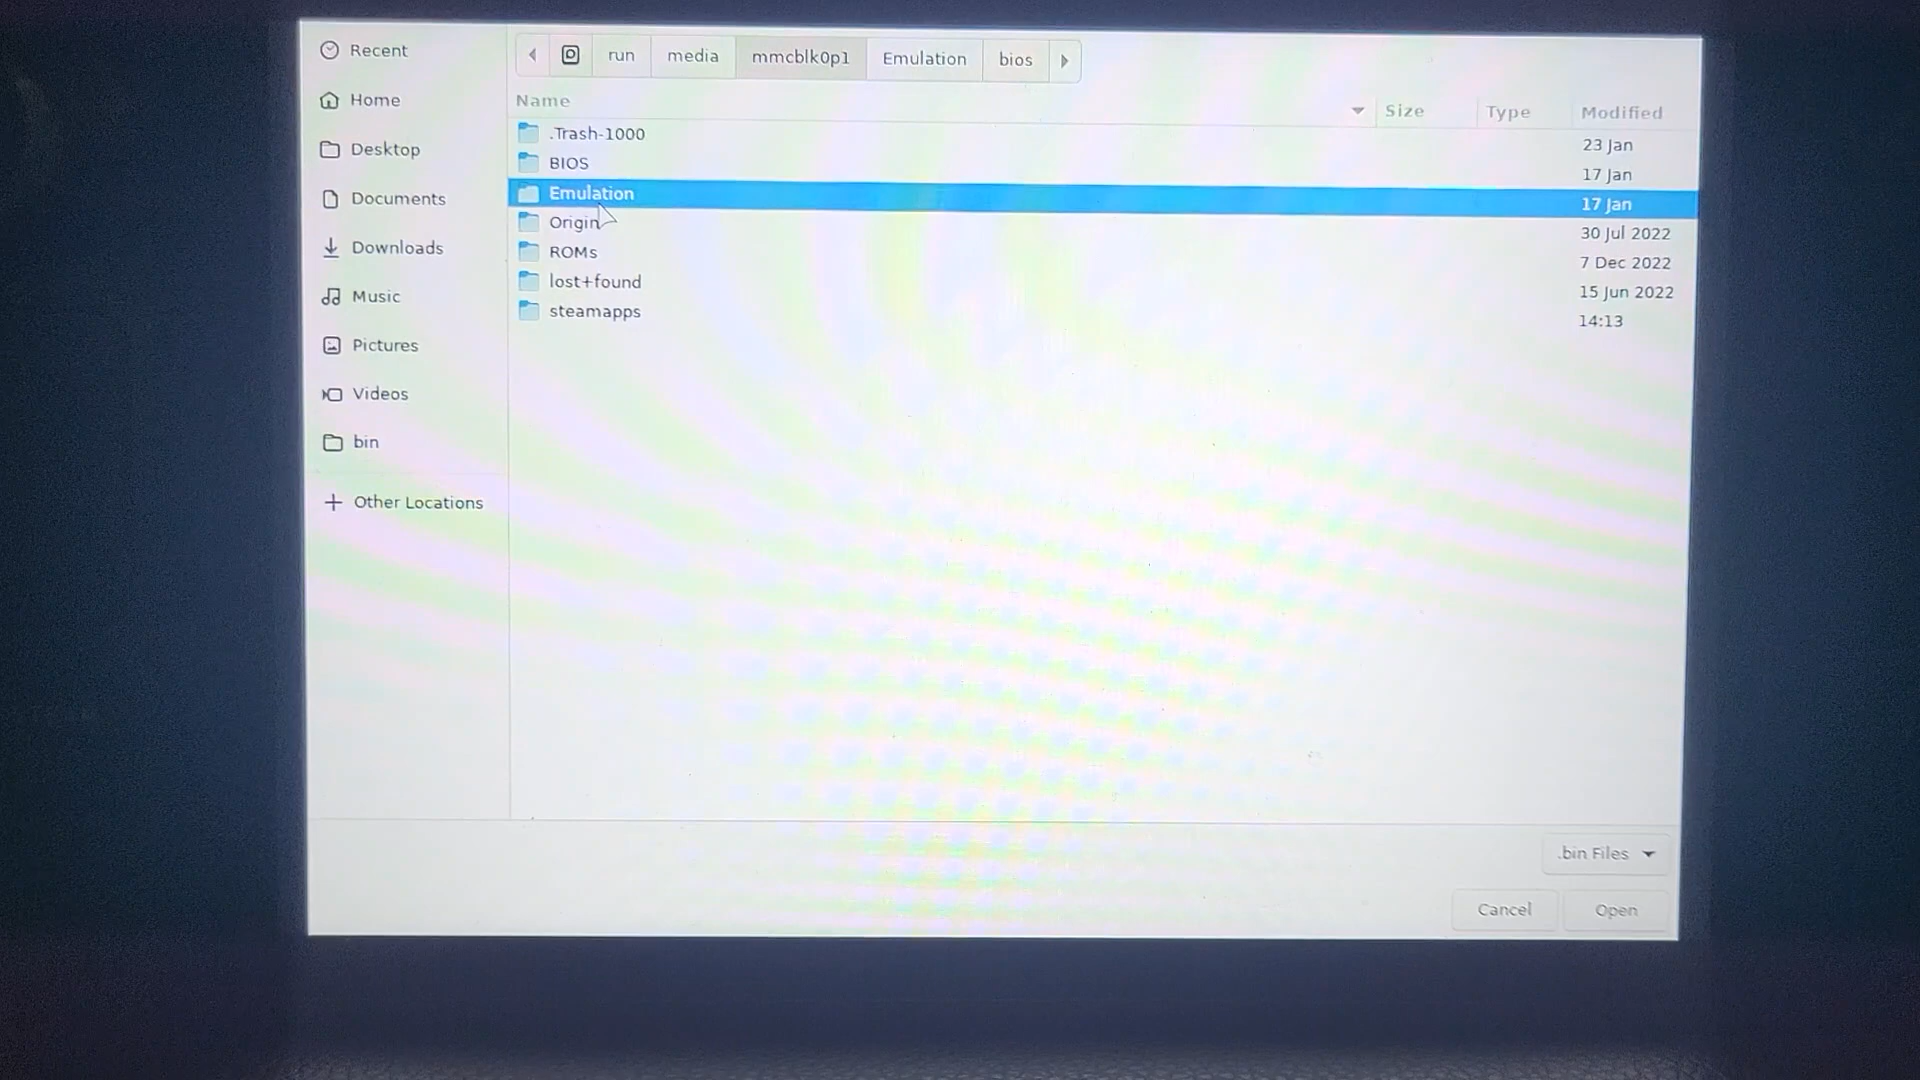 Recent
Home
Desktop
Documents
Downloads
Music
Pictures
Videos
bin
Other Locations
run media mmcblk0p1 Emulation bios
Name Size Type Modified
.Trash-1000 23 Jan
BIOS 17 Jan
Emulation 17 Jan
Origin 30 Jul 2022
ROMs 7 Dec 2022
lost+found 15 Jun 2022
steamapps 14:13
.bin Files
Cancel Open